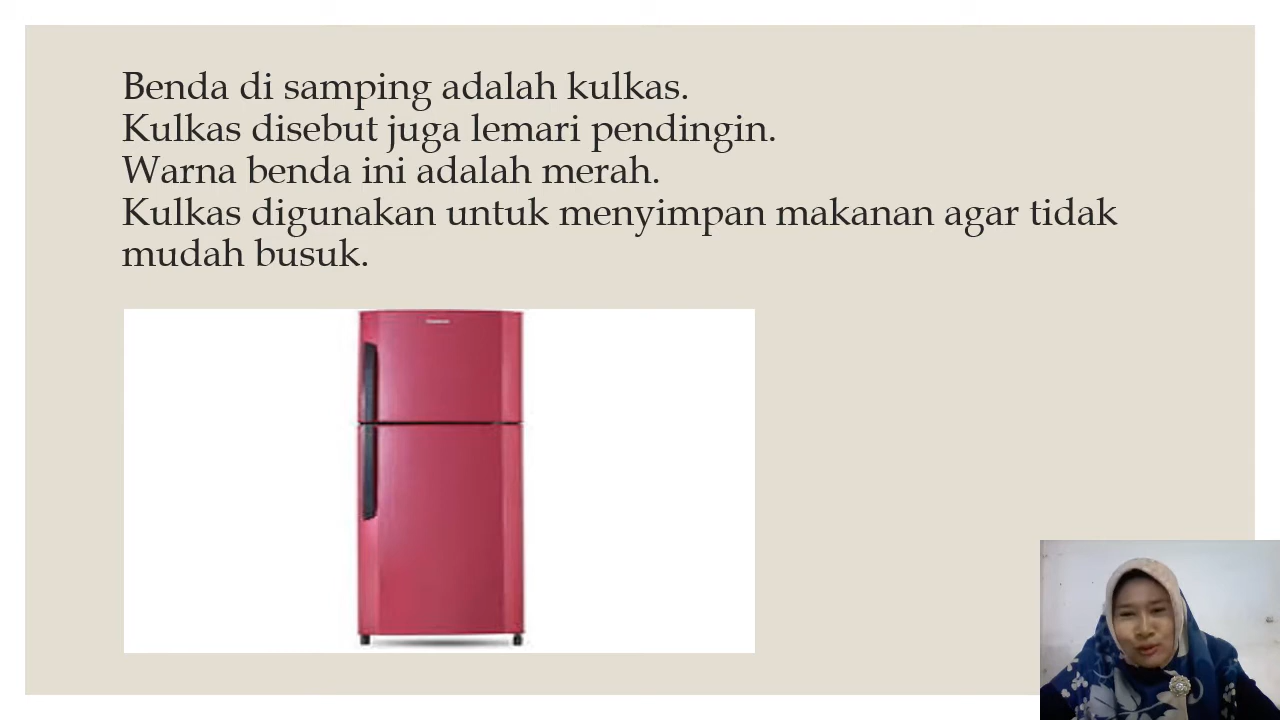 Benda di samping adalah kulkas.
Kulkas disebut juga lemari pendingin.
Warna benda ini adalah merah.
Kulkas digunakan untuk menyimpan makanan agar tidak
mudah busuk.